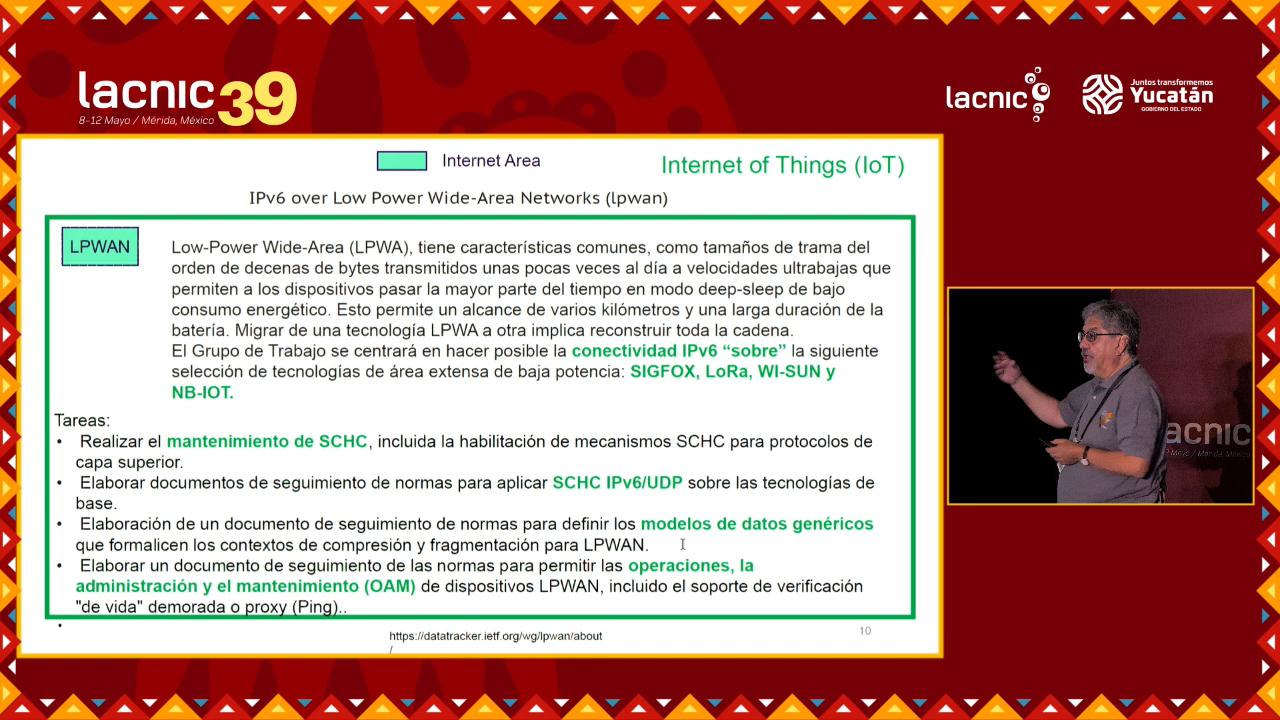 lacnic 39
8-12 Mayo / Mérida, México
lacnic
Juntos transformemos
Yucatán
GOBIERNO DEL ESTADO
Internet Area
Internet of Things (IoT)
IPv6 over Low Power Wide-Area Networks (lpwan)
LPWAN
Low-Power Wide-Area (LPWA), tiene características comunes, como tamaños de trama del
orden de decenas de bytes transmitidos unas pocas veces al día a velocidades ultrabajas que
permiten a los dispositivos pasar la mayor parte del tiempo en modo deep-sleep de bajo
consumo energético. Esto permite un alcance de varios kilómetros y una larga duración de la
batería. Migrar de una tecnología LPWA a otra implica reconstruir toda la cadena.
El Grupo de Trabajo se centrará en hacer posible la conectividad IPv6 “sobre” la siguiente
selección de tecnologías de área extensa de baja potencia: SIGFOX, LoRa, WI-SUN y
NB-IOT.
Tareas:
• Realizar el mantenimiento de SCHC, incluida la habilitación de mecanismos SCHC para protocolos de
capa superior.
• Elaborar documentos de seguimiento de normas para aplicar SCHC IPv6/UDP sobre las tecnologías de
base.
• Elaboración de un documento de seguimiento de normas para definir los modelos de datos genéricos
que formalicen los contextos de compresión y fragmentación para LPWAN.
• Elaborar un documento de seguimiento de las normas para permitir las operaciones, la
administración y el mantenimiento (OAM) de dispositivos LPWAN, incluido el soporte de verificación
"de vida" demorada o proxy (Ping)..
•
https://datatracker.ietf.org/wg/lpwan/about
/
10
acnic
Mayo / Mérida, México